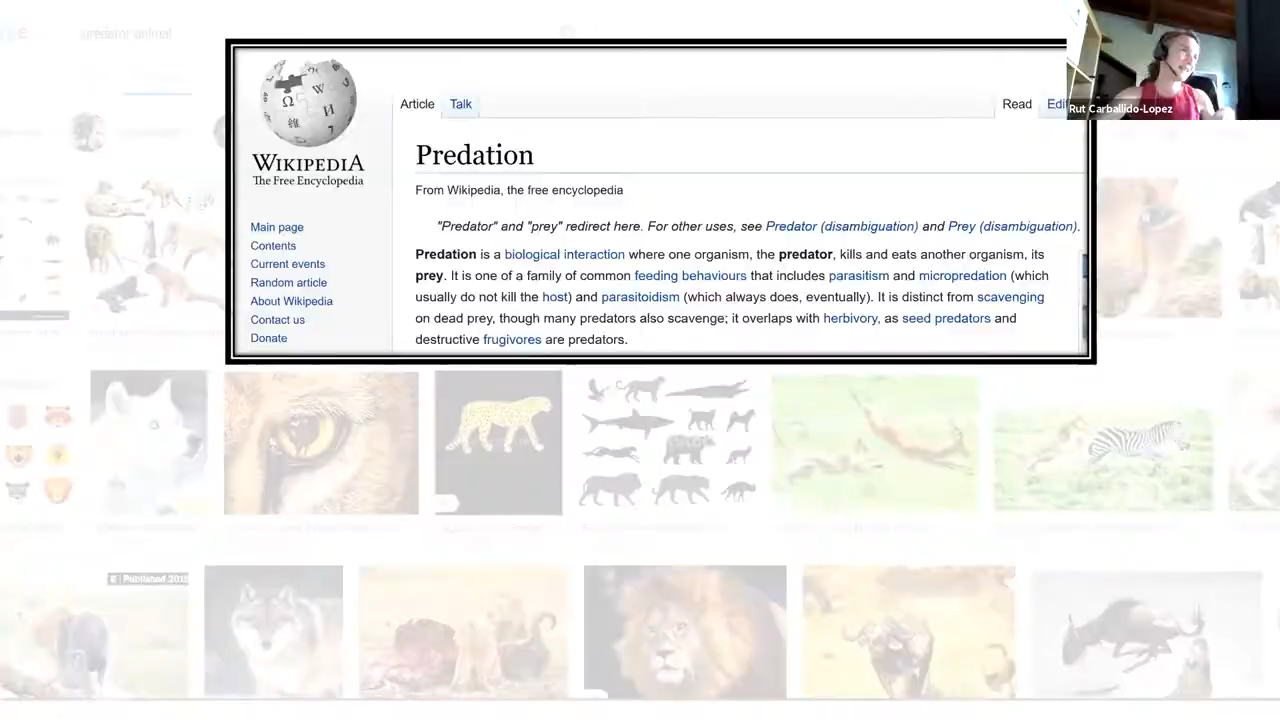 predator animal
Article Talk Read Edi
Rut Carballido-Lopez
WIKIPEDIA
The Free Encyclopedia
Predation
From Wikipedia, the free encyclopedia
"Predator" and "prey" redirect here. For other uses, see Predator (disambiguation) and Prey (disambiguation).
Main page
Contents
Current events
Random article
About Wikipedia
Contact us
Donate
Predation is a biological interaction where one organism, the predator, kills and eats another organism, its
prey. It is one of a family of common feeding behaviours that includes parasitism and micropredation (which
usually do not kill the host) and parasitoidism (which always does, eventually). It is distinct from scavenging
on dead prey, though many predators also scavenge; it overlaps with herbivory, as seed predators and
destructive frugivores are predators.
Ω W И 7